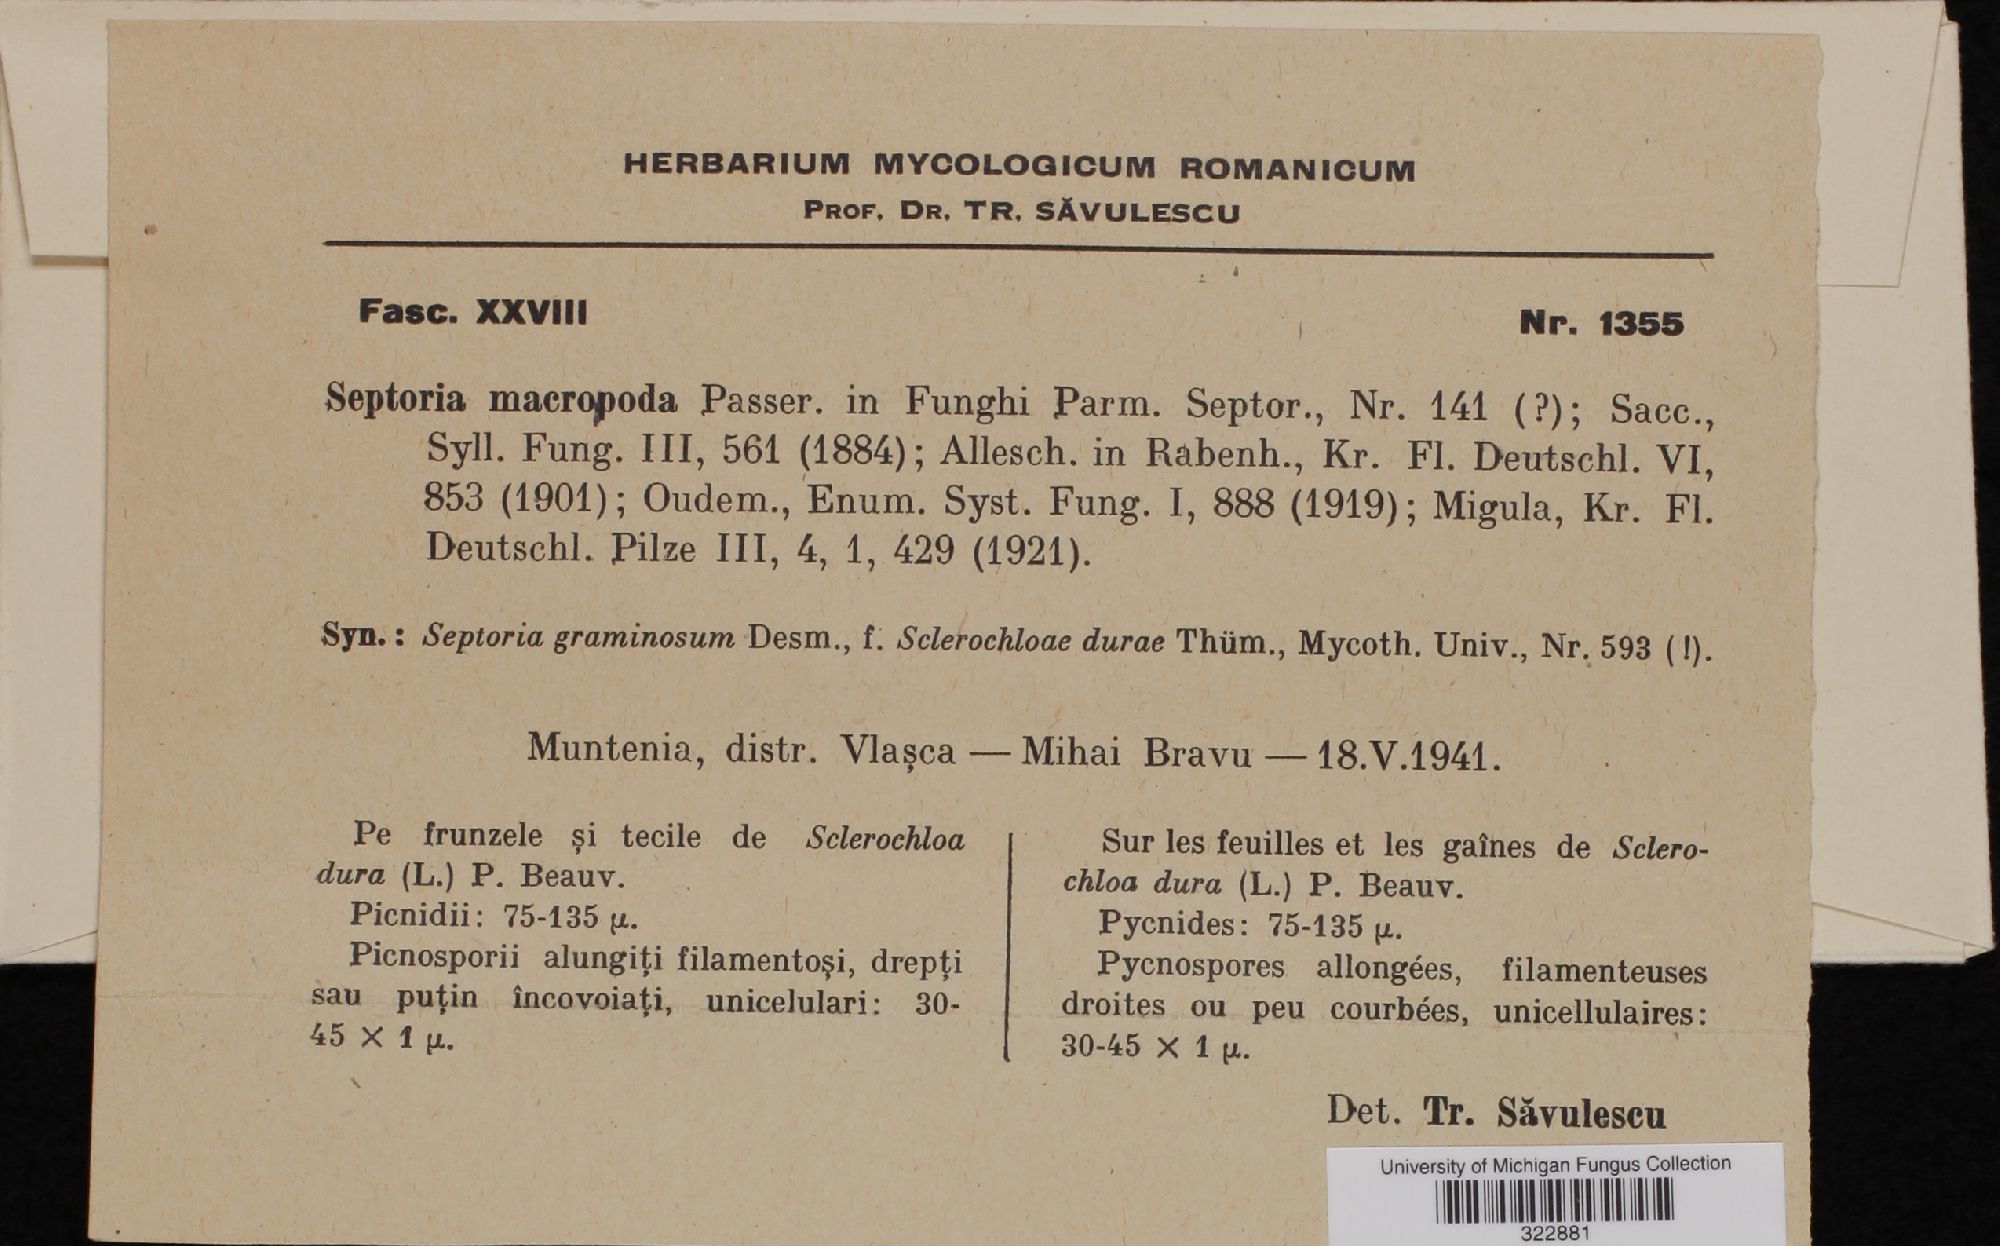 HERBARIUM MYCOLOGICUM ROMANICUM
PROF. DR. TR. SĂVULESCU
Fasc. XXVIII
Nr. 1355
Septoria macropoda Passer. in Funghi Parm. Septor., Nr. 141 (?); Sacc.,
Syll. Fung. III, 561 (1884); Allesch. in Rabenh., Kr. Fl. Deutschl. VI,
853 (1901); Oudem., Enum. Syst. Fung. I, 888 (1919); Migula, Kr. Fl.
Deutschl. Pilze III, 4, 1, 429 (1921).
Syn.: Septoria graminosum Desm., f. Sclerochloae durae Thüm., Mycoth. Univ., Nr. 593 (!).
Muntenia, distr. Vlașca — Mihai Bravu — 18.V.1941.
Pe frunzele și tecile de Sclerochloa
dura (L.) P. Beauv.
Picnidii: 75-135 µ.
Picnosporii alungiți filamentoși, drepți
sau puțin încovoiați, unicelulari: 30-
45 × 1 µ.
Sur les feuilles et les gaînes de Sclero-
chloa dura (L.) P. Beauv.
Pycnides: 75-135 µ.
Pycnospores allongées, filamenteuses
droites ou peu courbées, unicellulaires:
30-45 × 1 µ.
Det. Tr. Săvulescu
University of Michigan Fungus Collection
322881